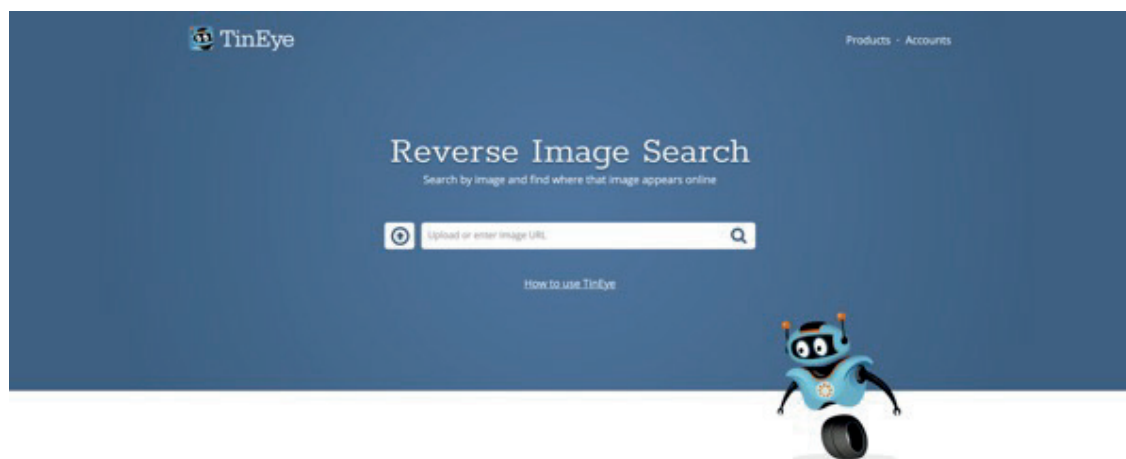 TinEye
Products - Accounts
Reverse Image Search
Search by image and find where that image appears online
Upload or enter Image URL
How to use TinEye